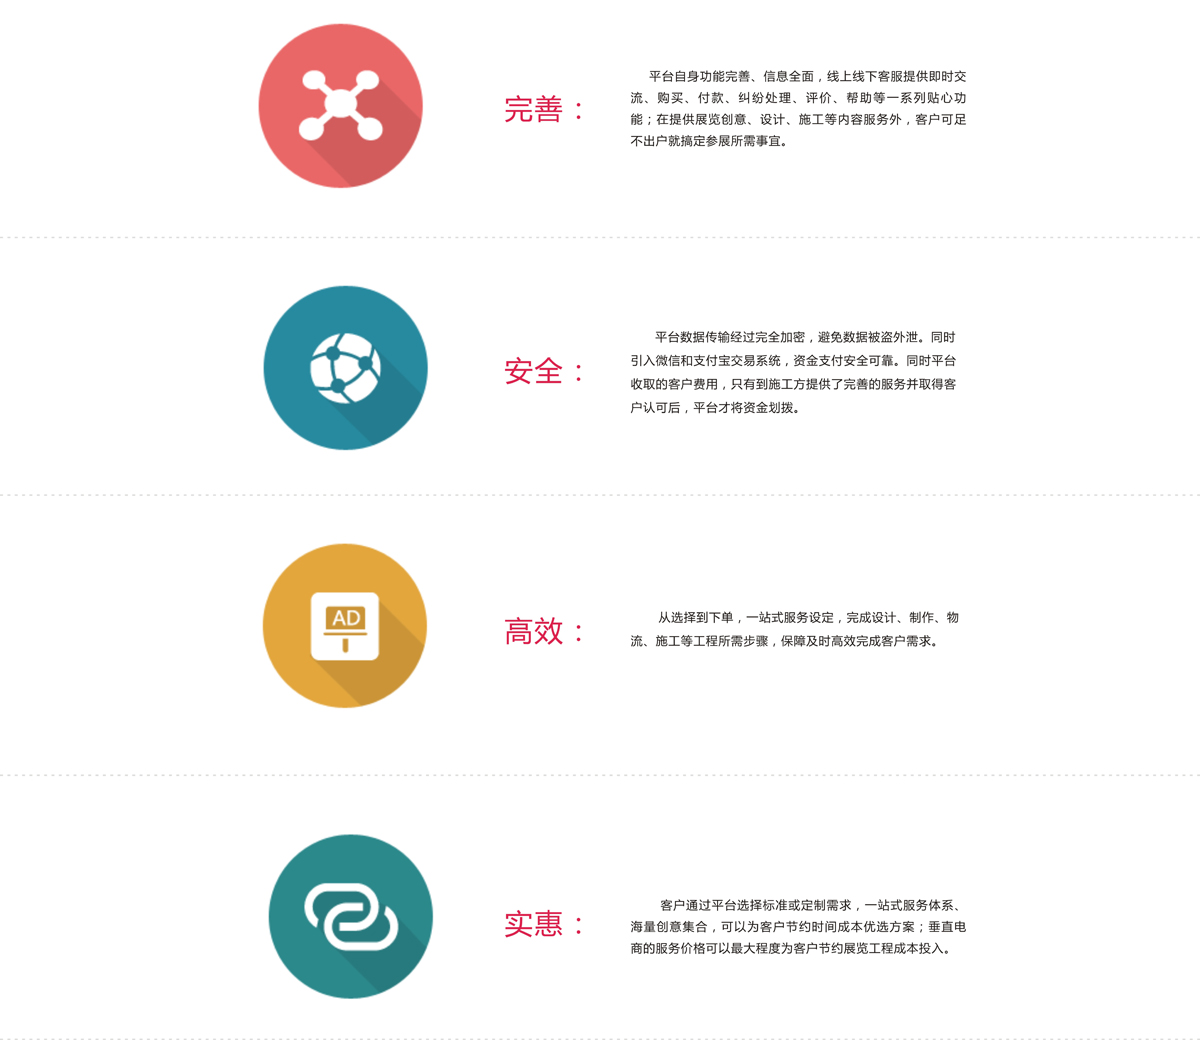 完善：
平台自身功能完善、信息全面，线上线下客服提供即时交
流、购买、付款、纠纷处理、评价、帮助等一系列贴心功
能；在提供展览创意、设计、施工等内容服务外，客户可足
不出户就搞定参展所需事宜。
安全：
平台数据传输经过完全加密，避免数据被盗外泄。同时
引入微信和支付宝交易系统，资金支付安全可靠。同时平台
收取的客户费用，只有到施工方提供了完善的服务并取得客
户认可后，平台才将资金划拨。
AD
高效：
从选择到下单，一站式服务设定，完成设计、制作、物
流、施工等工程所需步骤，保障及时高效完成客户需求。
实惠：
客户通过平台选择标准或定制需求，一站式服务体系、
海量创意集合，可以为客户节约时间成本优选方案；垂直电
商的服务价格可以最大程度为客户节约展览工程成本投入。